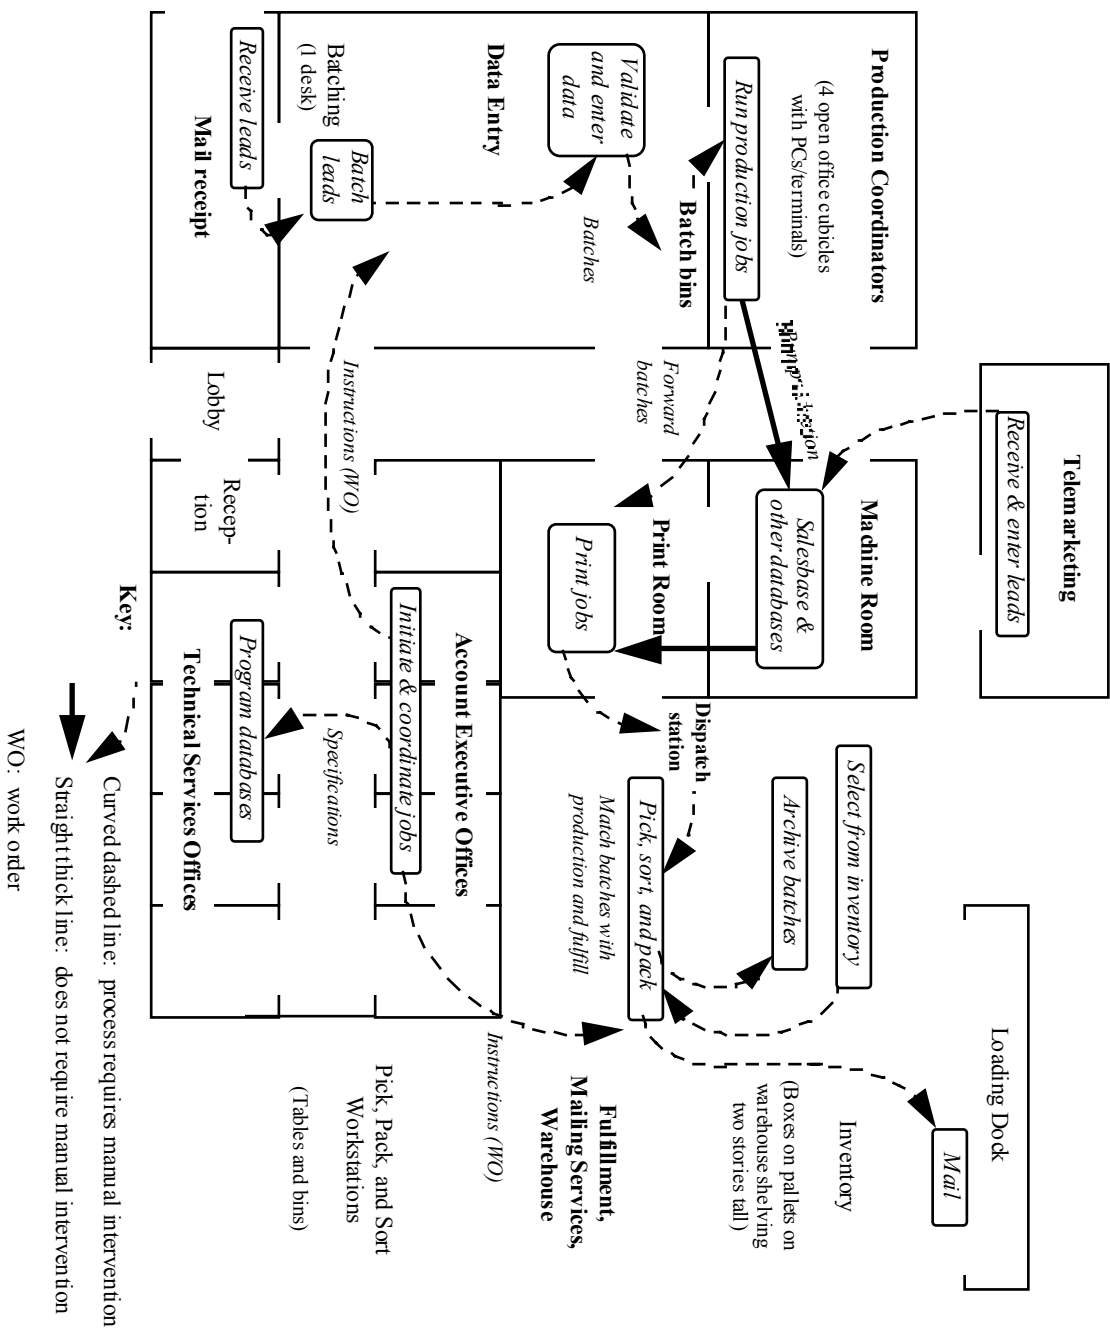 Telemarketing
Receive & enter leads
Production Coordinators
(4 open office cubicles
with PCs/terminals)
Run production jobs
Machine Room
Salesbase &
other databases
Loading Dock
Mail
Inventory
(Boxes on pallets on
warehouse shelving
two stories tall)
Select from inventory
Archive batches
Batch bins
Validate
and enter
data
Batches
Data Entry
Forward
batches
Print Room
Print jobs
Dispatch
station
Pick, sort, and pack
Match batches with
production and fulfill
Fulfillment,
Mailing Services,
Warehouse
Batching
(1 desk)
Batch
leads
Instructions (WO)
Account Executive Offices
Initiate & coordinate jobs
Instructions (WO)
Specifications
Pick, Pack, and Sort
Workstations
(Tables and bins)
Receive leads
Mail receipt
Lobby
Recep-
tion
Program databases
Technical Services Offices
Key:
Curved dashed line: process requires manual intervention
Straight thick line: does not require manual intervention
WO: work order